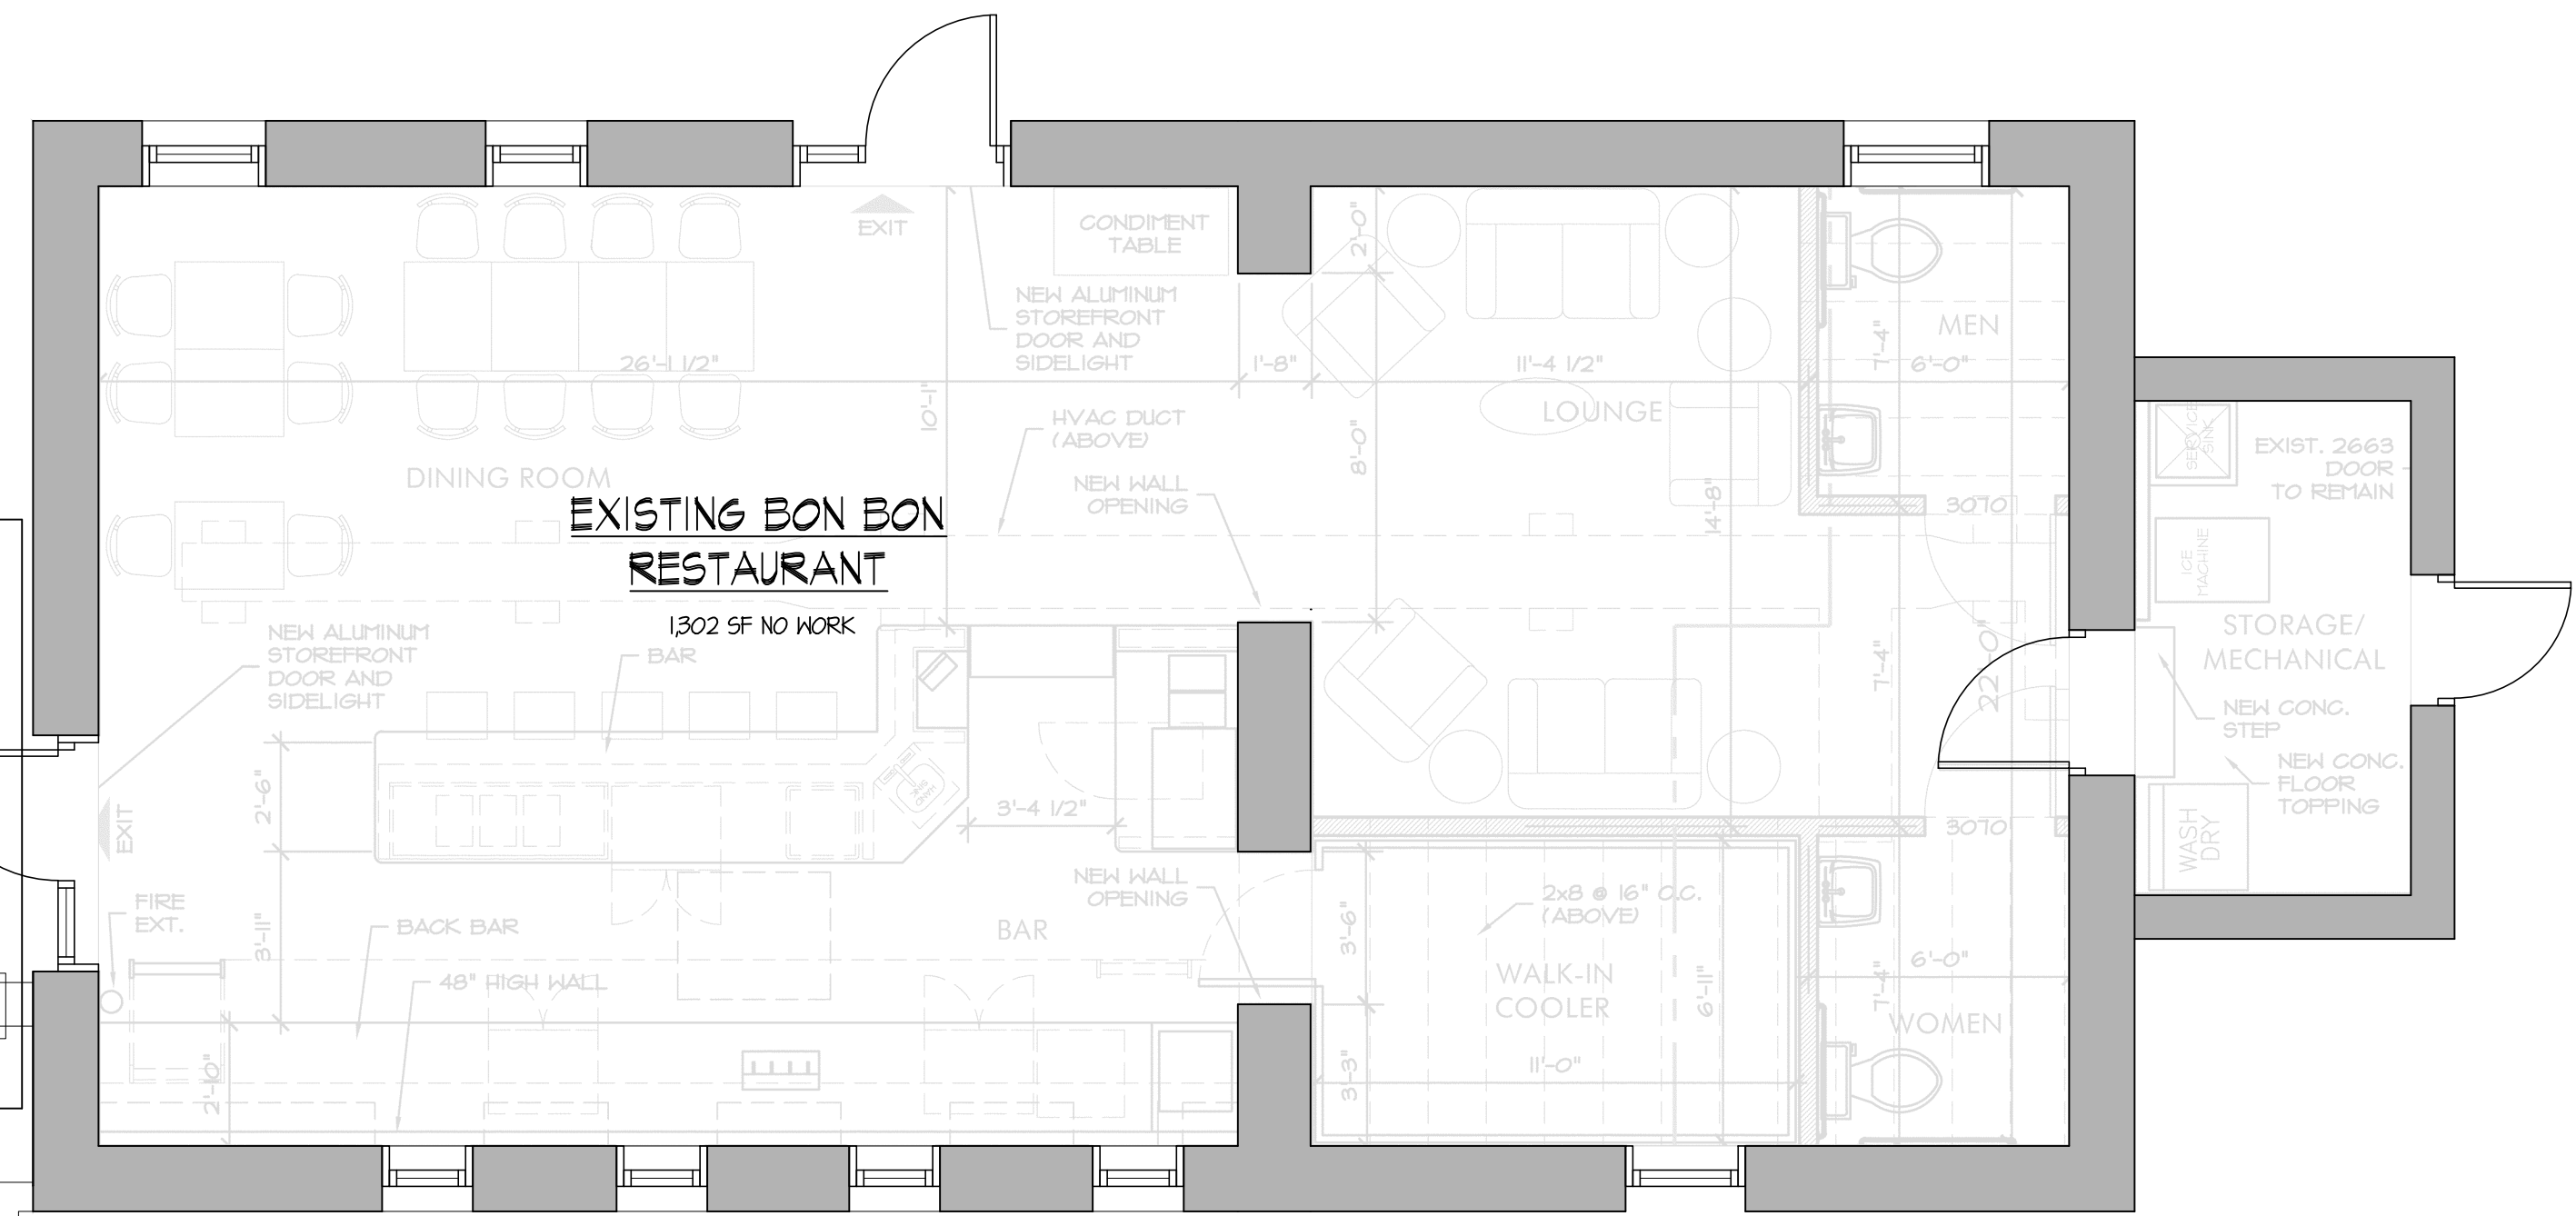 EXIT
CONDIMENT
TABLE
2'-0"
MEN
7'-4"
6'-0"
NEW ALUMINUM
STOREFRONT
DOOR AND
SIDELIGHT
26'-1 1/2"
1'-8"
11'-4 1/2"
10'-1"
HVAC DUCT
(ABOVE)
LOUNGE
8'-0"
SERVICE
SINK
EXIST. 2663
DOOR
TO REMAIN
DINING ROOM
NEW WALL
OPENING
14'-8"
3070
EXISTING BON BON
RESTAURANT
1,302 SF NO WORK
ICE
MACHINE
NEW ALUMINUM
STOREFRONT
DOOR AND
SIDELIGHT
BAR
7'-4"
22'-0"
STORAGE/
MECHANICAL
NEW CONC.
STEP
NEW CONC.
FLOOR
TOPPING
2'-6"
HAND
SINK
3'-4 1/2"
EXIT
3070
WASH
DRY
FIRE
EXT.
3'-11"
BACK BAR
BAR
NEW WALL
OPENING
3'-6"
2x8 @ 16" O.C.
(ABOVE)
6'-0"
48" HIGH WALL
WALK-IN
COOLER
6'-11"
7'-4"
WOMEN
2'-10"
3'-3"
11'-0"